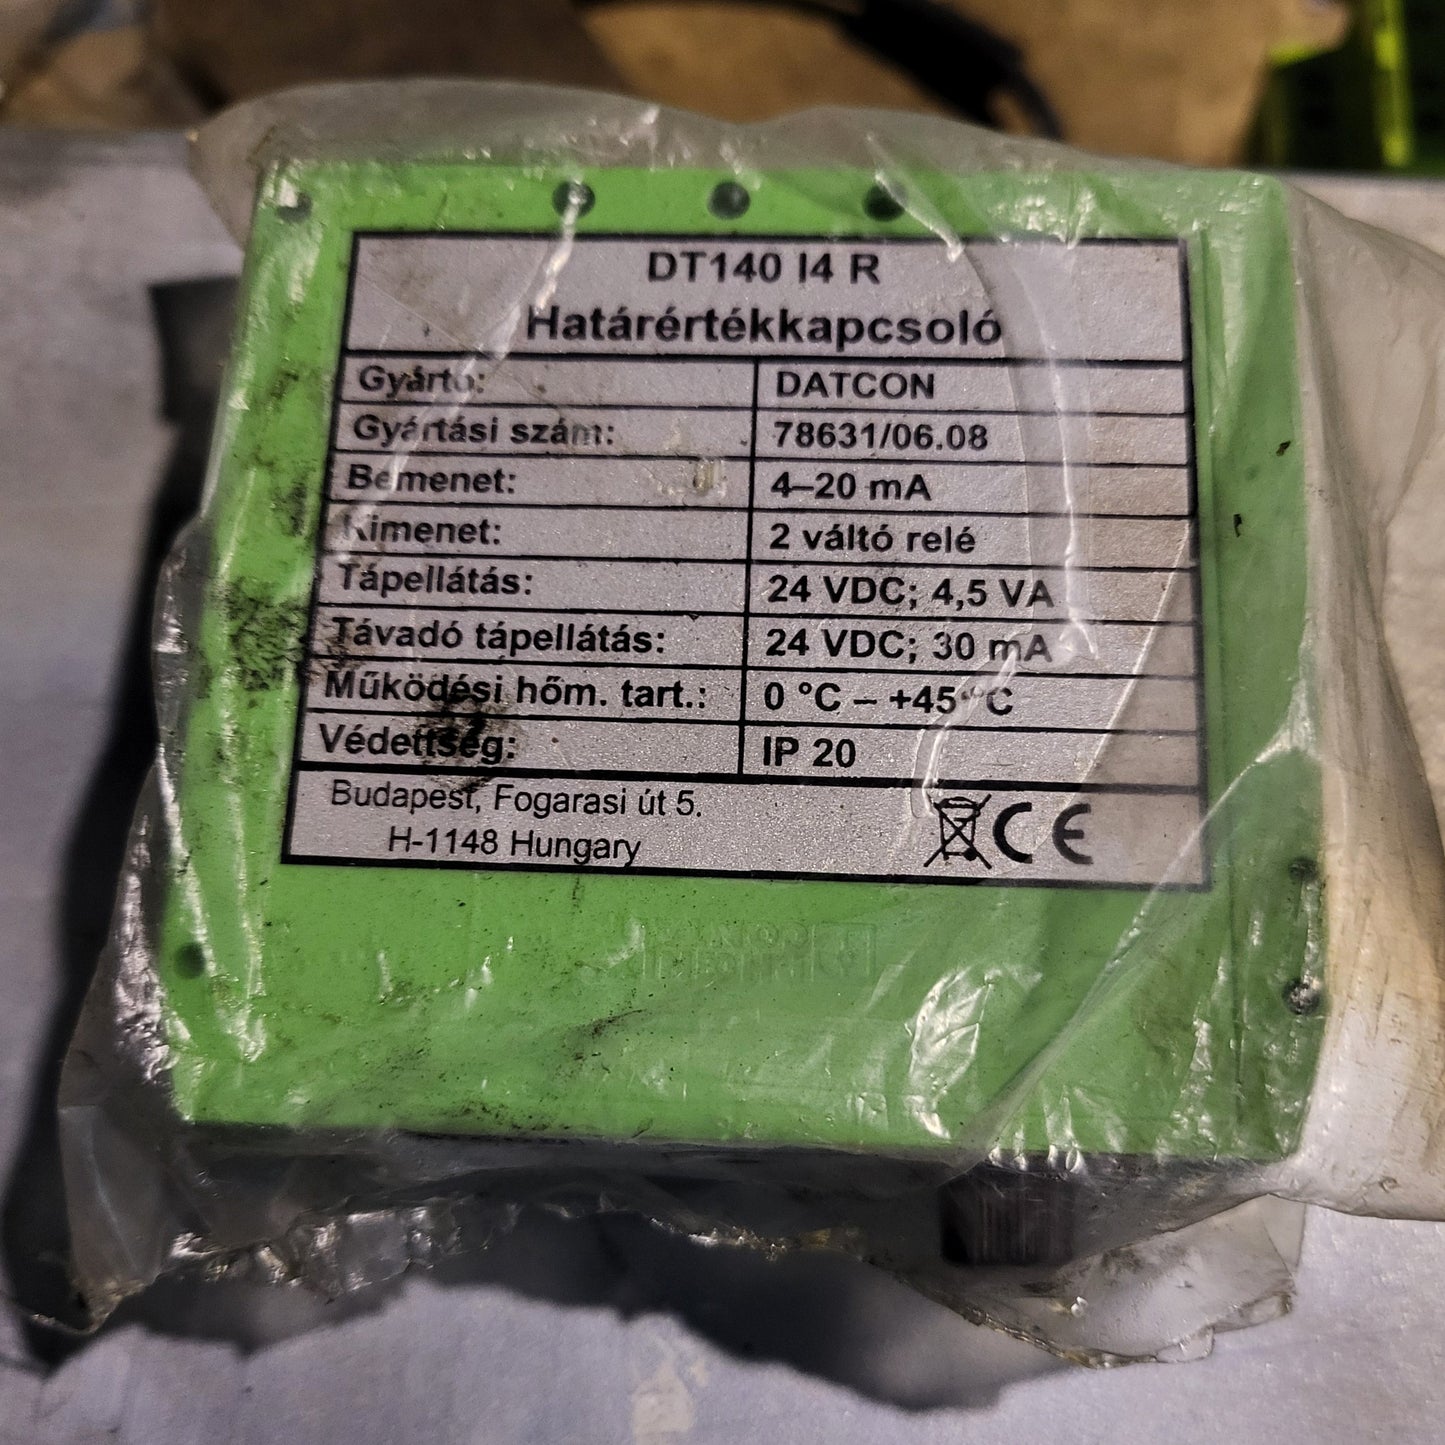 DT140 I4 R
Határértékkapcsoló
Gyártó: DATCON
Gyártási szám: 78631/06.08
Bemenet: 4–20 mA
Kimenet: 2 váltó relé
Tápellátás: 24 VDC; 4,5 VA
Távadó tápellátás: 24 VDC; 30 mA
Működési hőm. tart.: 0 °C – +45 °C
Védettség: IP 20
Budapest, Fogarasi út 5.
H-1148 Hungary
CE